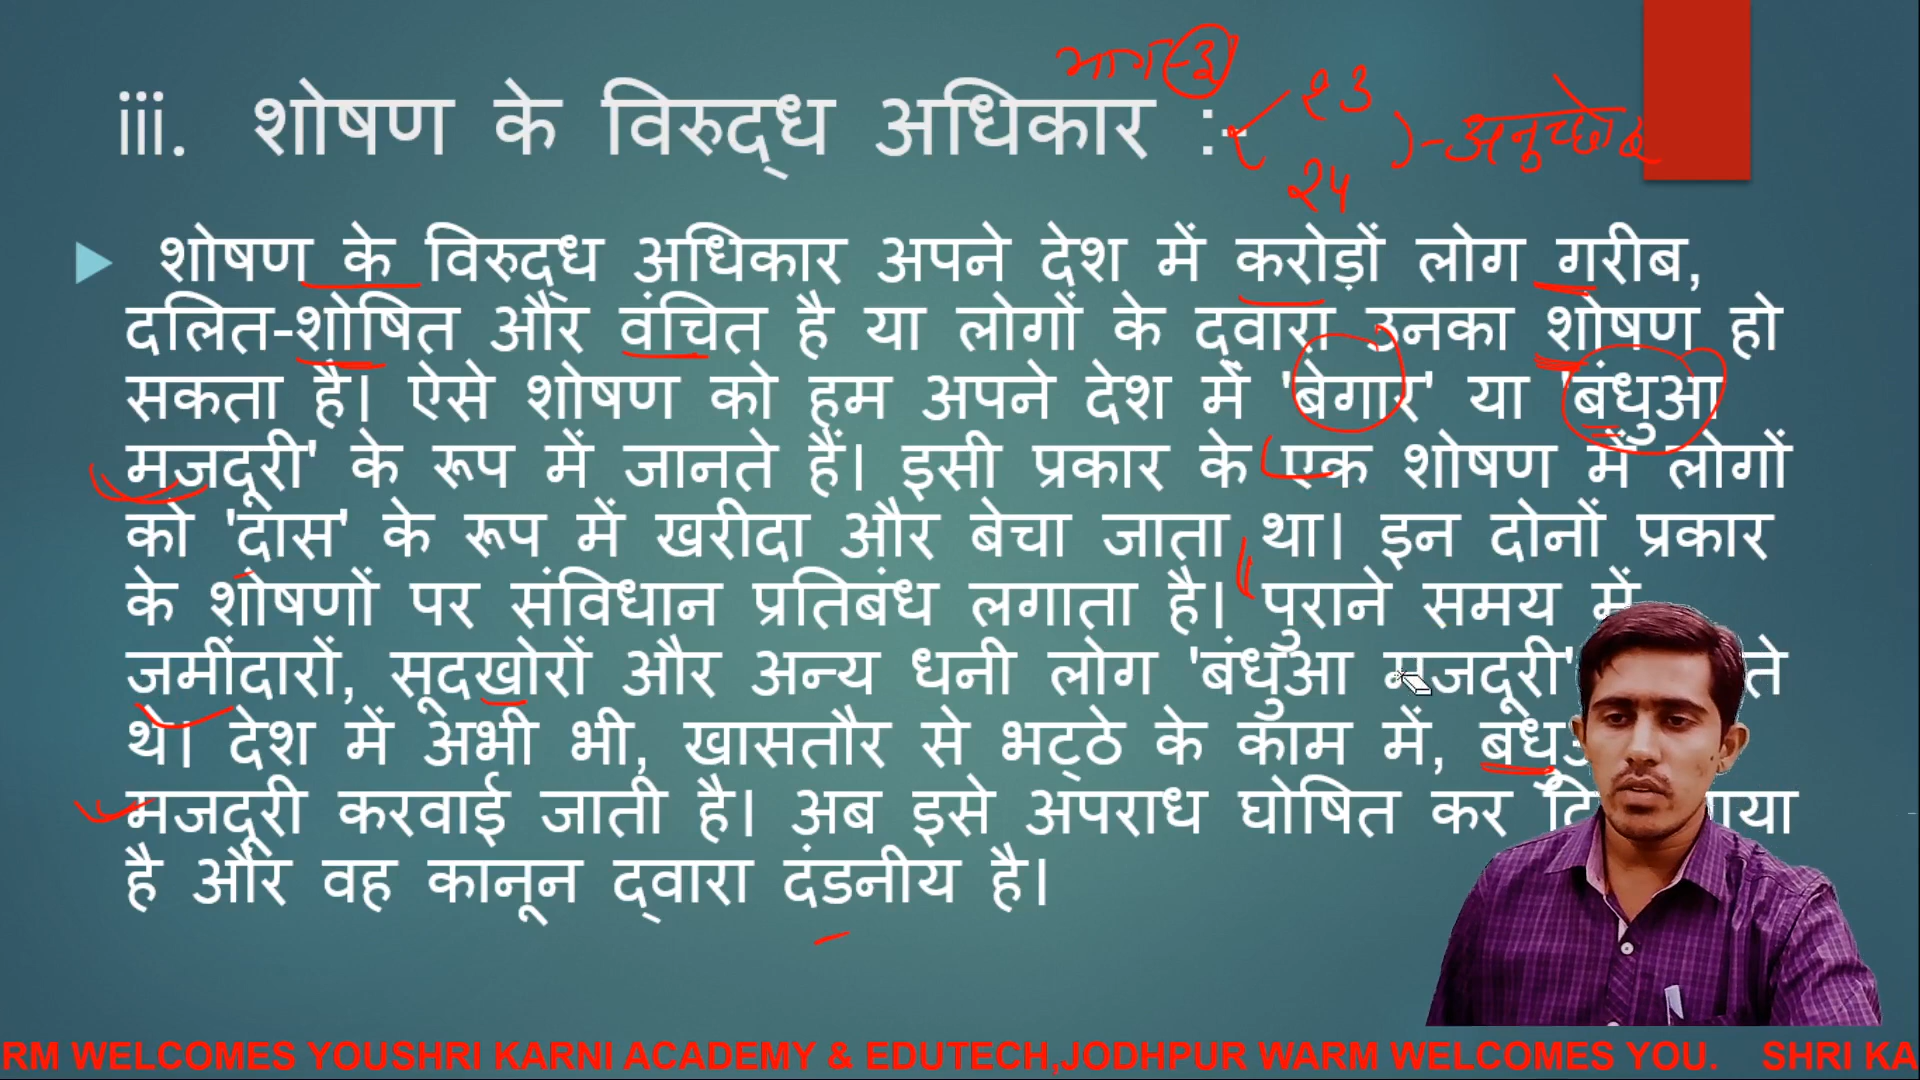 भाग-3
iii. शोषण के विरुद्ध अधिकार :-
23
24
)-अनुच्छेद
शोषण के विरुद्ध अधिकार अपने देश में करोड़ों लोग गरीब,
दलित-शोषित और वंचित है या लोगों के द्वारा उनका शोषण हो
सकता है। ऐसे शोषण को हम अपने देश में 'बेगार' या 'बंधुआ
मजदूरी' के रूप में जानते हैं। इसी प्रकार के एक शोषण में लोगों
को 'दास' के रूप में खरीदा और बेचा जाता था। इन दोनों प्रकार
के शोषणों पर संविधान प्रतिबंध लगाता है। पुराने समय में
जमींदारों, सूदखोरों और अन्य धनी लोग 'बंधुआ मजदूरी'
थे। देश में अभी भी, खासतौर से भट्ठे के काम में,
मजदूरी करवाई जाती है। अब इसे अपराध घोषित कर
है और वह कानून द्वारा दंडनीय है।
RM WELCOMES YOUSHRI KARNI ACADEMY & EDUTECH,JODHPUR WARM WELCOMES YOU. SHRI KA